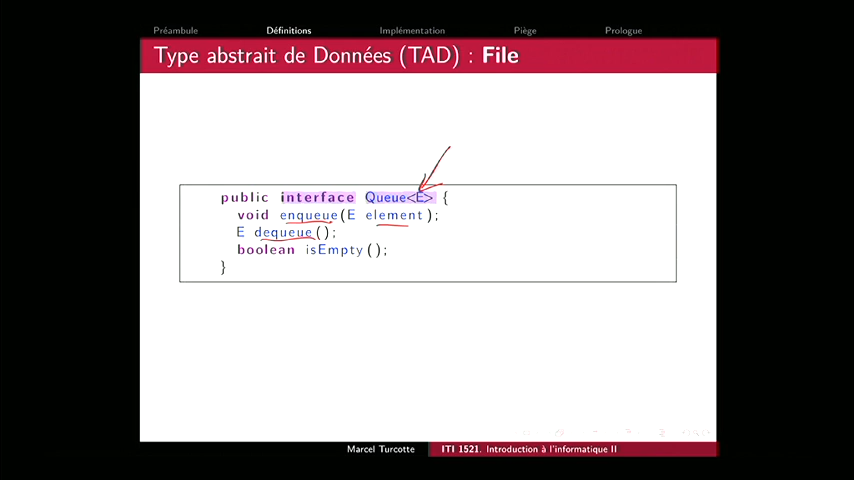 Préambule Définitions Implémentation Piège Prologue
Type abstrait de Données (TAD) : File
public interface Queue<E> {
void enqueue(E element);
E dequeue();
boolean isEmpty();
}
Marcel Turcotte ITI 1521. Introduction à l'informatique II